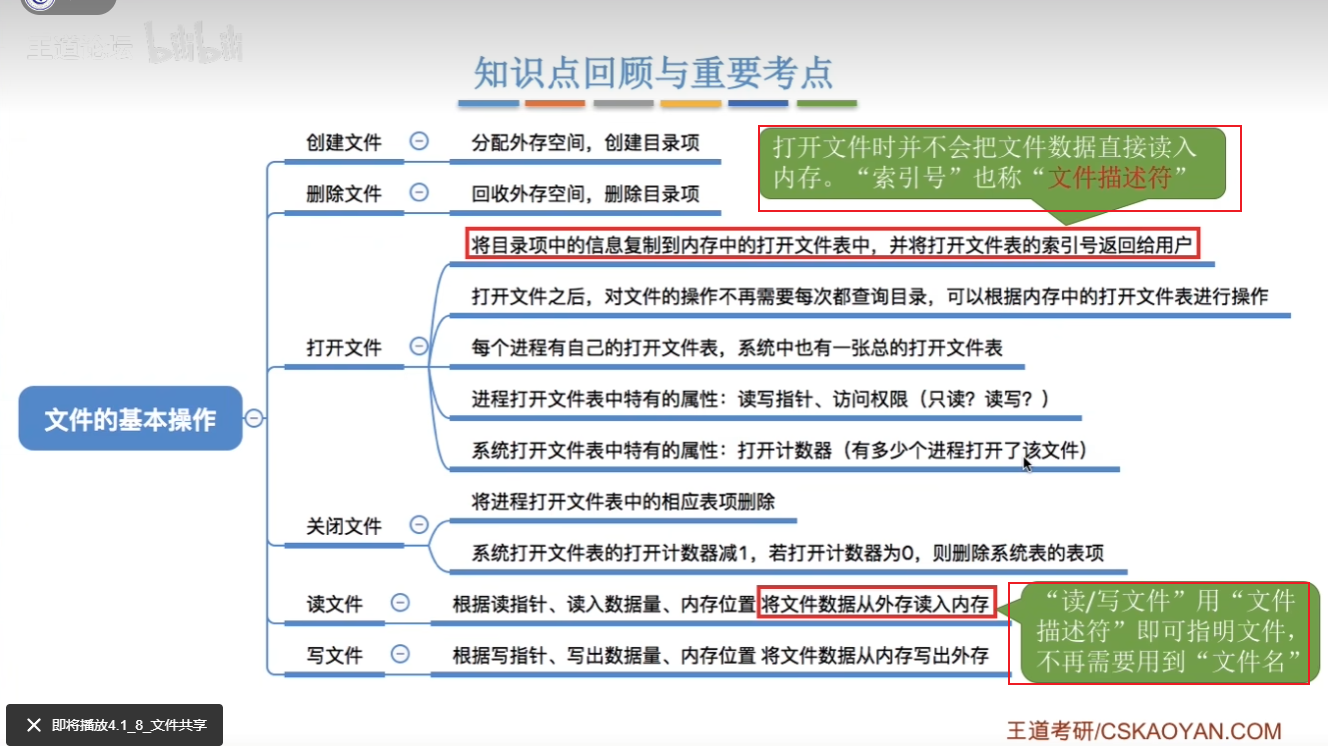 王道论坛 bilibili
知识点回顾与重要考点
创建文件
分配外存空间，创建目录项
打开文件时并不会把文件数据直接读入
内存。“索引号”也称“文件描述符”
删除文件
回收外存空间，删除目录项
将目录项中的信息复制到内存中的打开文件表中，并将打开文件表的索引号返回给用户
打开文件之后，对文件的操作不再需要每次都查询目录，可以根据内存中的打开文件表进行操作
打开文件
每个进程有自己的打开文件表，系统中也有一张总的打开文件表
进程打开文件表中特有的属性：读写指针、访问权限（只读？读写？）
文件的基本操作
系统打开文件表中特有的属性：打开计数器（有多少个进程打开了该文件）
关闭文件
将进程打开文件表中的相应表项删除
系统打开文件表的打开计数器减1，若打开计数器为0，则删除系统表的表项
读文件
根据读指针、读入数据量、内存位置将文件数据从外存读入内存
“读/写文件”用“文件
描述符”即可指明文件，
不再需要用到“文件名”
写文件
根据写指针、写出数据量、内存位置 将文件数据从内存写出外存
即将播放4.1_8_文件共享
王道考研/CSKAOYAN.COM